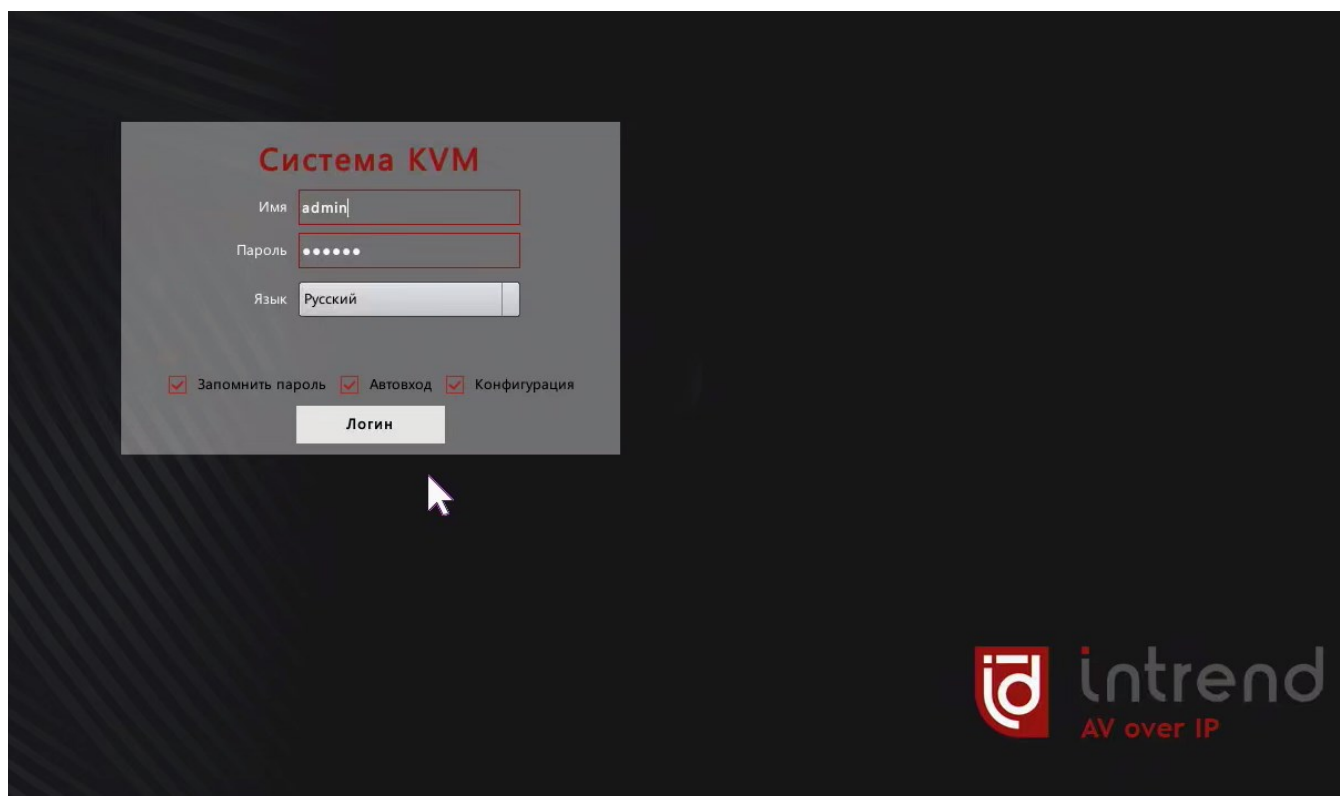 Система KVM
Имя admin
Пароль ••••••
Язык Русский
Запомнить пароль Автовход Конфигурация
Логин
intrend
AV over IP